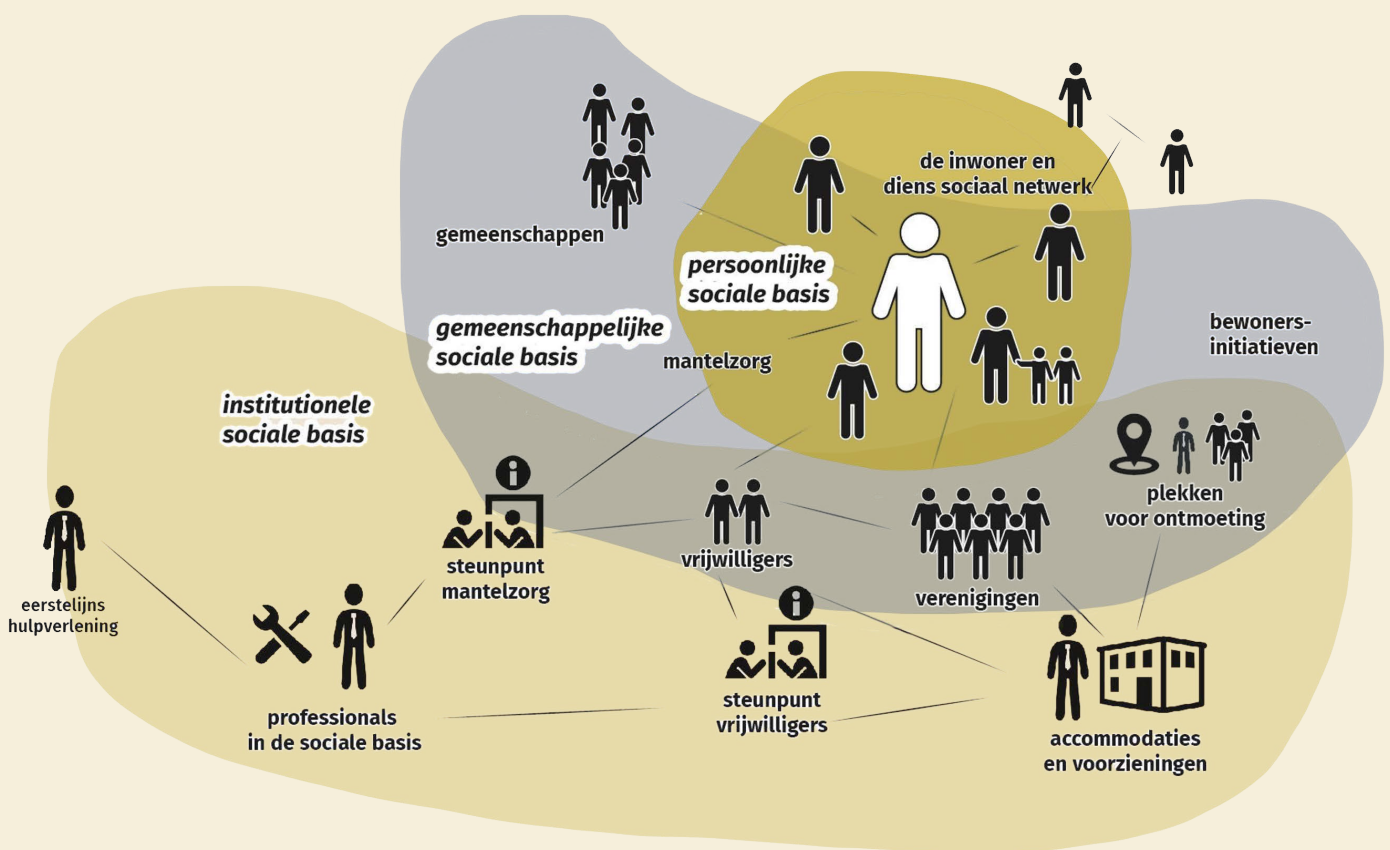 de inwoner en
diens sociaal netwerk
gemeenschappen
persoonlijke
sociale basis
gemeenschappelijke
sociale basis
mantelzorg
bewoners-
initiatieven
institutionele
sociale basis
plekken
voor ontmoeting
steunpunt
mantelzorg
vrijwilligers
verenigingen
eerstelijns
hulpverlening
steunpunt
vrijwilligers
professionals
in de sociale basis
accommodaties
en voorzieningen